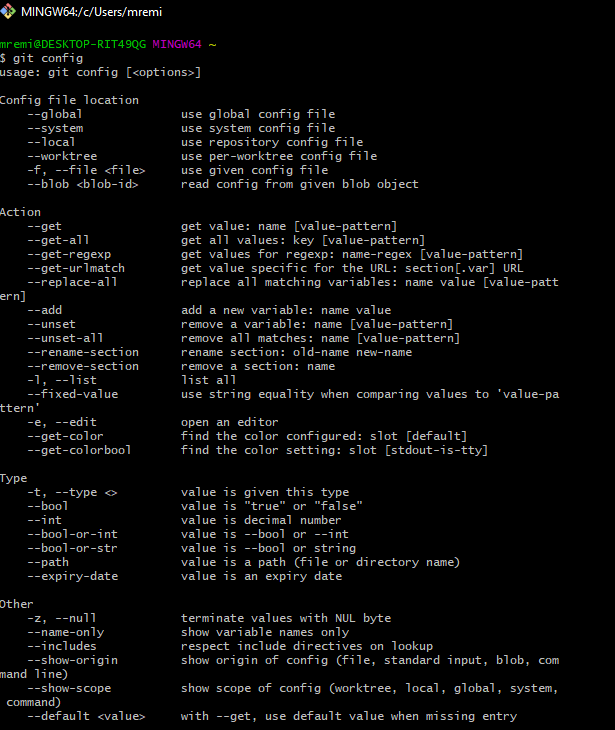 MINGW64:/c/Users/mremi
mremi@DESKTOP-RIT49QG MINGW64 ~
$ git config
usage: git config [<options>]

Config file location
    --global              use global config file
    --system              use system config file
    --local               use repository config file
    --worktree            use per-worktree config file
    -f, --file <file>     use given config file
    --blob <blob-id>      read config from given blob object

Action
    --get                 get value: name [value-pattern]
    --get-all             get all values: key [value-pattern]
    --get-regexp          get values for regexp: name-regex [value-pattern]
    --get-urlmatch        get value specific for the URL: section[.var] URL
    --replace-all         replace all matching variables: name value [value-patt
ern]
    --add                 add a new variable: name value
    --unset               remove a variable: name [value-pattern]
    --unset-all           remove all matches: name [value-pattern]
    --rename-section      rename section: old-name new-name
    --remove-section      remove a section: name
    -l, --list            list all
    --fixed-value         use string equality when comparing values to 'value-pa
ttern'
    -e, --edit            open an editor
    --get-color           find the color configured: slot [default]
    --get-colorbool       find the color setting: slot [stdout-is-tty]

Type
    -t, --type <>         value is given this type
    --bool                value is "true" or "false"
    --int                 value is decimal number
    --bool-or-int         value is --bool or --int
    --bool-or-str         value is --bool or string
    --path                value is a path (file or directory name)
    --expiry-date         value is an expiry date

Other
    -z, --null            terminate values with NUL byte
    --name-only           show variable names only
    --includes            respect include directives on lookup
    --show-origin         show origin of config (file, standard input, blob, com
mand line)
    --show-scope          show scope of config (worktree, local, global, system,
 command)
    --default <value>     with --get, use default value when missing entry